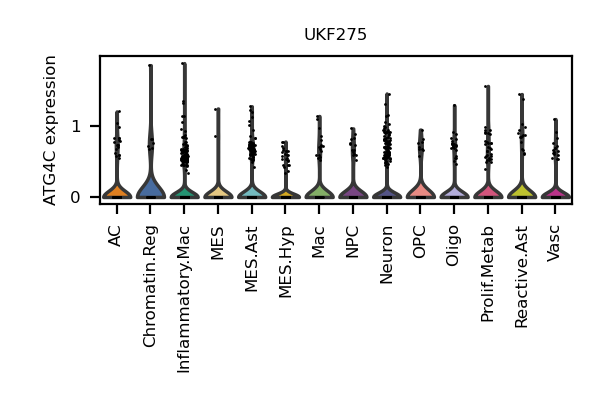 UKF275
ATG4C expression
1
0
AC
Chromatin.Reg
Inflammatory.Mac
MES
MES.Ast
MES.Hyp
Mac
NPC
Neuron
OPC
Oligo
Prolif.Metab
Reactive.Ast
Vasc